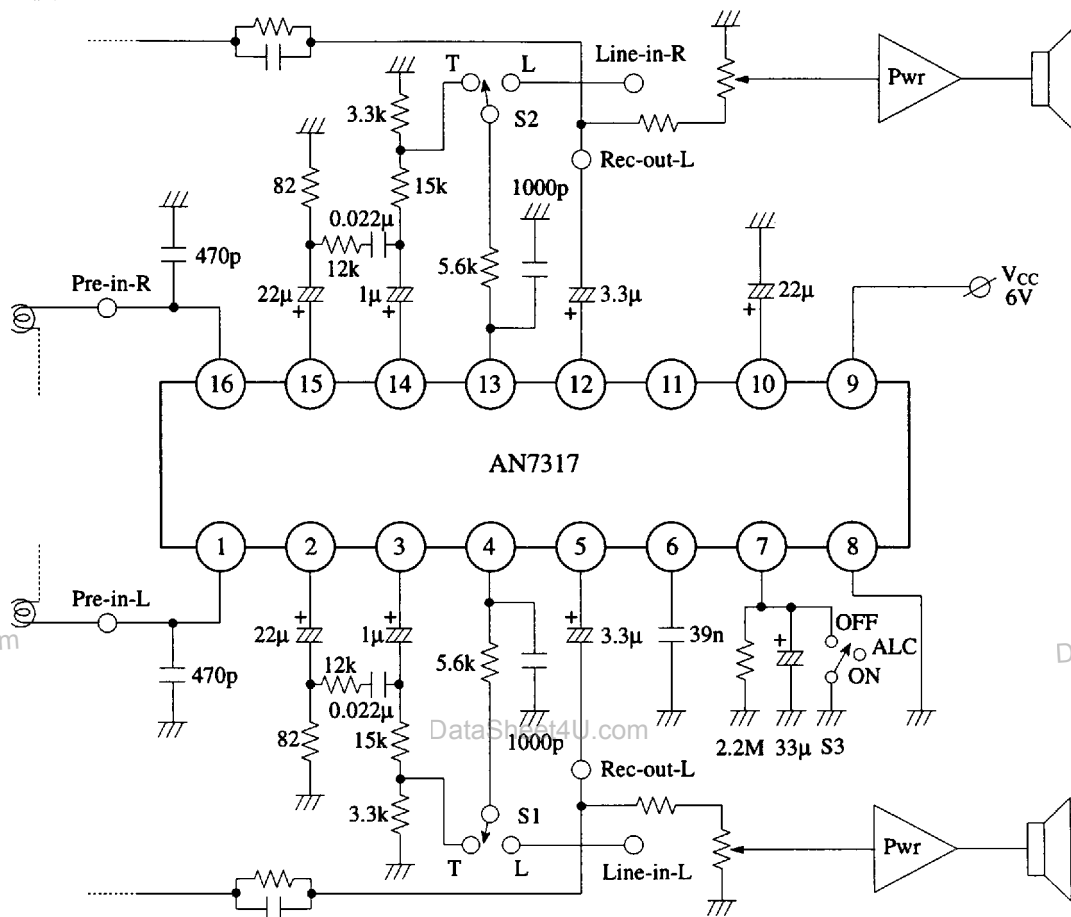 T L Line-in-R
Pwr
3.3k S2
Rec-out-L
82 15k 1000p
0.022μ
470p 12k 5.6k
Pre-in-R 22μ 1μ 3.3μ 22μ VCC
6V
+ + + +
16 15 14 13 12 11 10 9
AN7317
1 2 3 4 5 6 7 8
Pre-in-L + + +
22μ 1μ 5.6k 3.3μ 39n + OFF
ALC
ON
470p 12k
0.022μ
DataSheet4U.com
82 15k 1000p 2.2M 33μ S3
Rec-out-L
3.3k S1
Pwr
T L Line-in-L
m
D